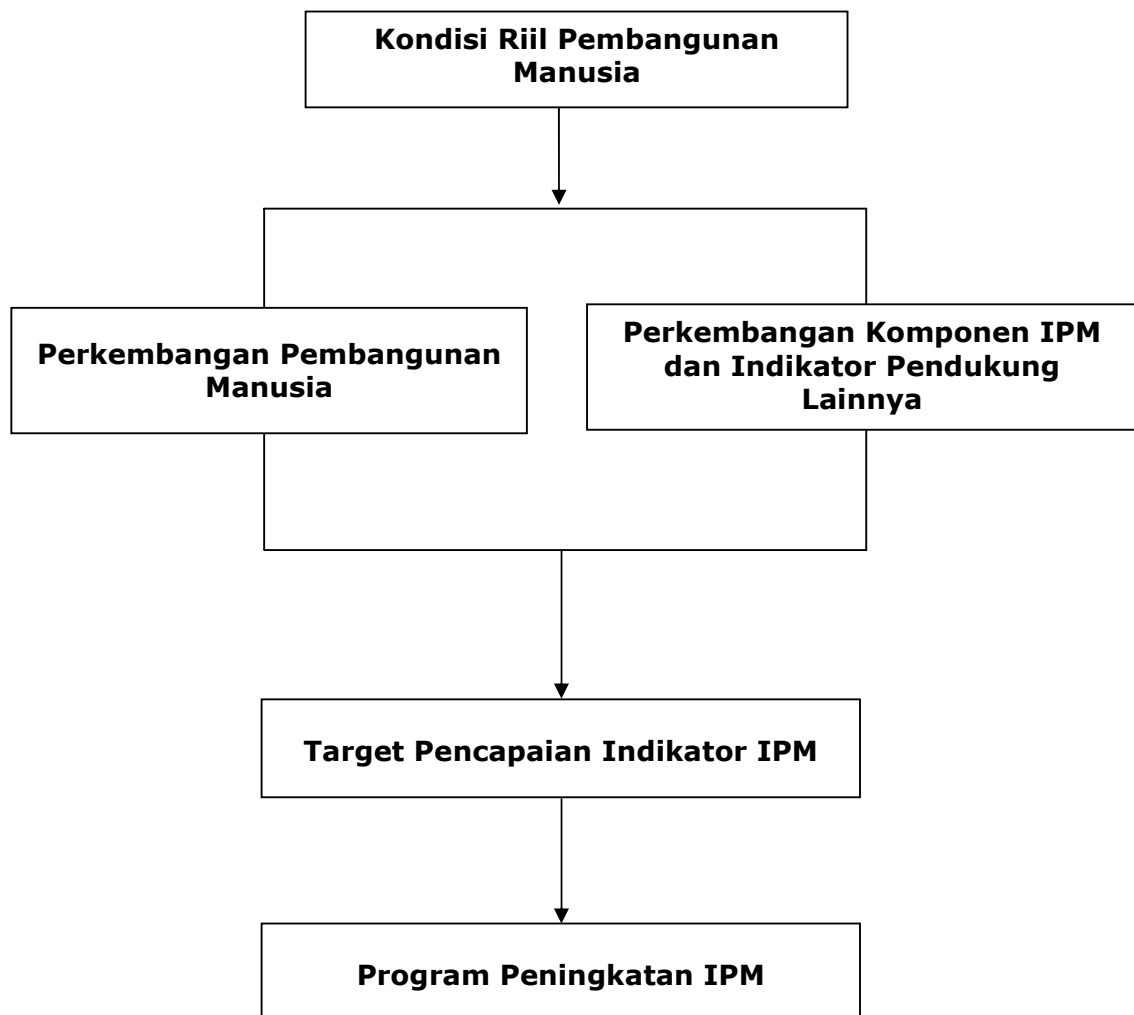 Kondisi Riil Pembangunan
Manusia
Perkembangan Pembangunan
Manusia
Perkembangan Komponen IPM
dan Indikator Pendukung
Lainnya
Target Pencapaian Indikator IPM
Program Peningkatan IPM